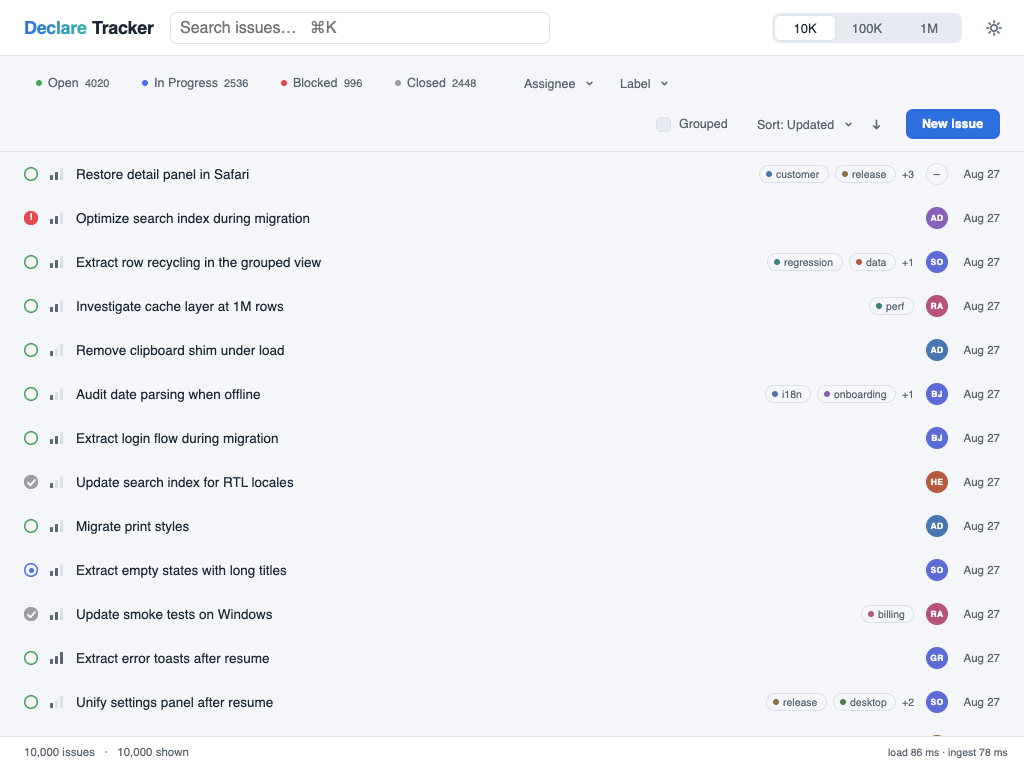 Declare Tracker Search issues… ⌘K 10K 100K 1M
Open 4020 In Progress 2536 Blocked 996 Closed 2448 Assignee Label
Grouped Sort: Updated ↓ New issue
Restore detail panel in Safari customer release +3 – Aug 27
! Optimize search index during migration AD Aug 27
Extract row recycling in the grouped view regression data +1 SO Aug 27
Investigate cache layer at 1M rows perf RA Aug 27
Remove clipboard shim under load AD Aug 27
Audit date parsing when offline i18n onboarding +1 BJ Aug 27
Extract login flow during migration BJ Aug 27
Update search index for RTL locales HE Aug 27
Migrate print styles AD Aug 27
Extract empty states with long titles SO Aug 27
Update smoke tests on Windows billing RA Aug 27
Extract error toasts after resume GR Aug 27
Unify settings panel after resume release desktop +2 SO Aug 27
10,000 issues · 10,000 shown load 86 ms · ingest 78 ms